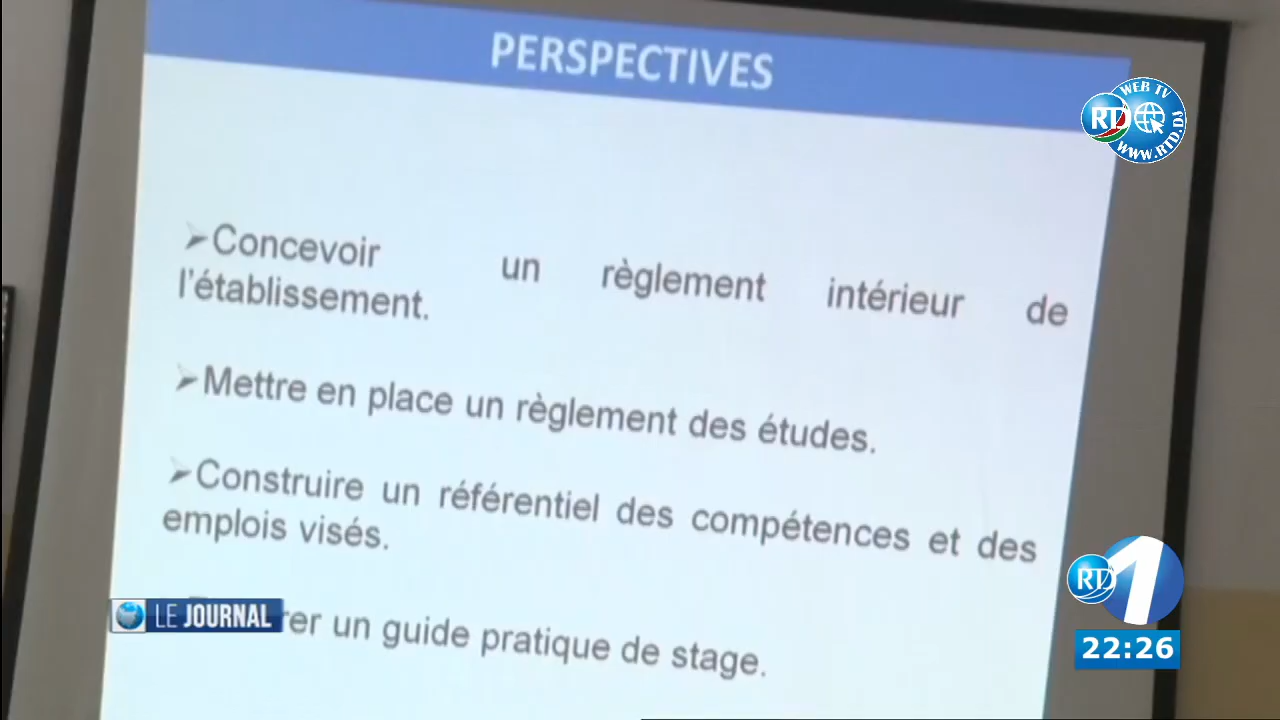 PERSPECTIVES
WEB TV
RTD
WWW.RTD.DJ
➢Concevoir un règlement intérieur de
l'établissement.
➢Mettre en place un règlement des études.
➢Construire un référentiel des compétences et des
emplois visés.
un guide pratique de stage.
LE JOURNAL
RTD
1
22:26